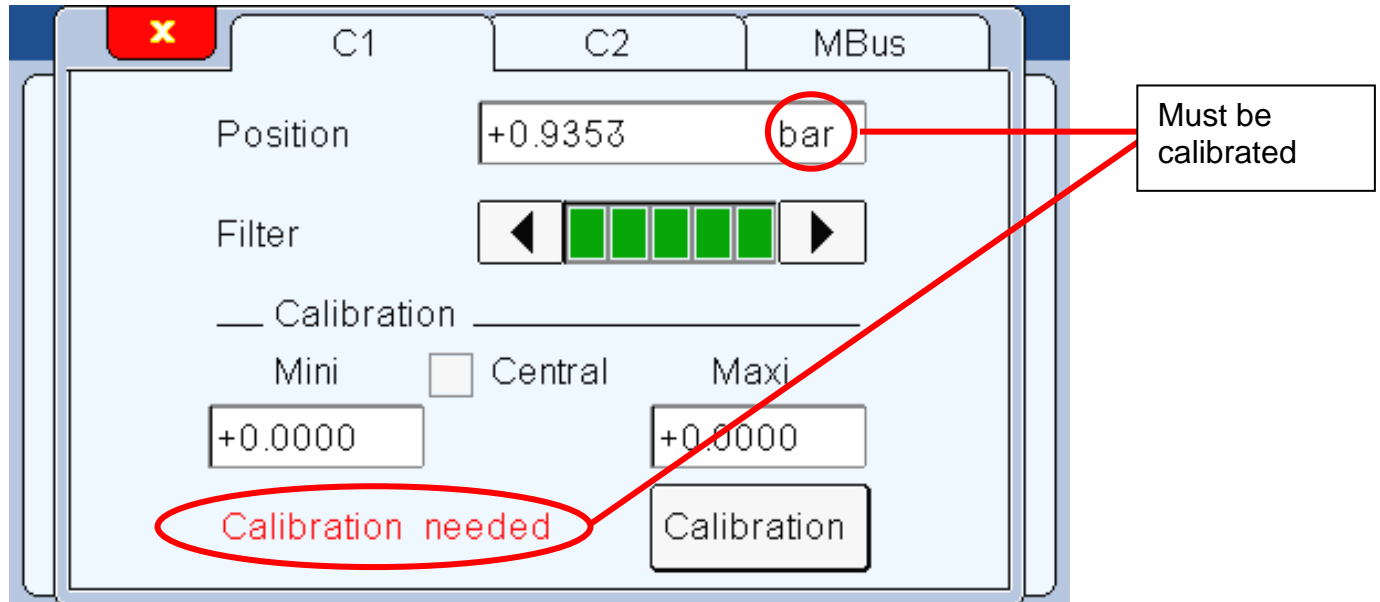 x C1 C2 MBus
Position +0.9353 bar
Must be
calibrated
Filter
Calibration
Mini Central Maxi
+0.0000 +0.0000
Calibration needed Calibration